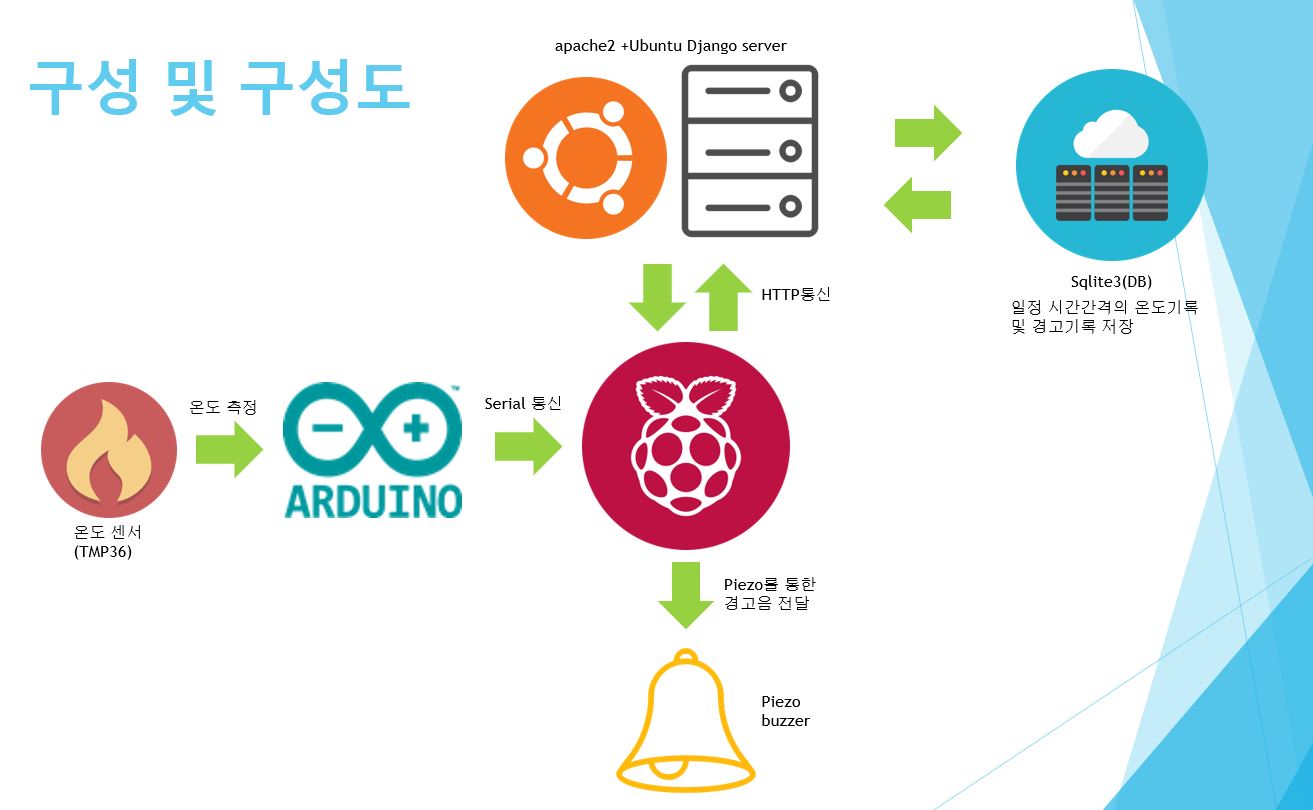 구성 및 구성도
apache2 +Ubuntu Django server
Sqlite3(DB)
일정 시간간격의 온도기록
및 경고기록 저장
HTTP통신
온도 측정
온도 센서
(TMP36)
ARDUINO
TM
Serial 통신
Piezo를 통한
경고음 전달
Piezo
buzzer